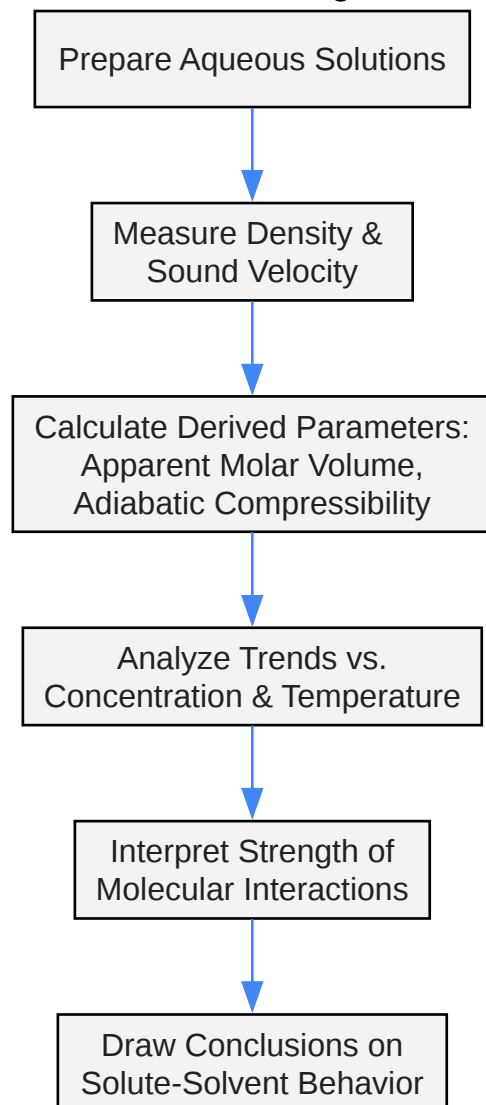 Prepare Aqueous Solutions
Measure Density &
Sound Velocity
Calculate Derived Parameters:
Apparent Molar Volume,
Adiabatic Compressibility
Analyze Trends vs.
Concentration & Temperature
Interpret Strength of
Molecular Interactions
Draw Conclusions on
Solute-Solvent Behavior